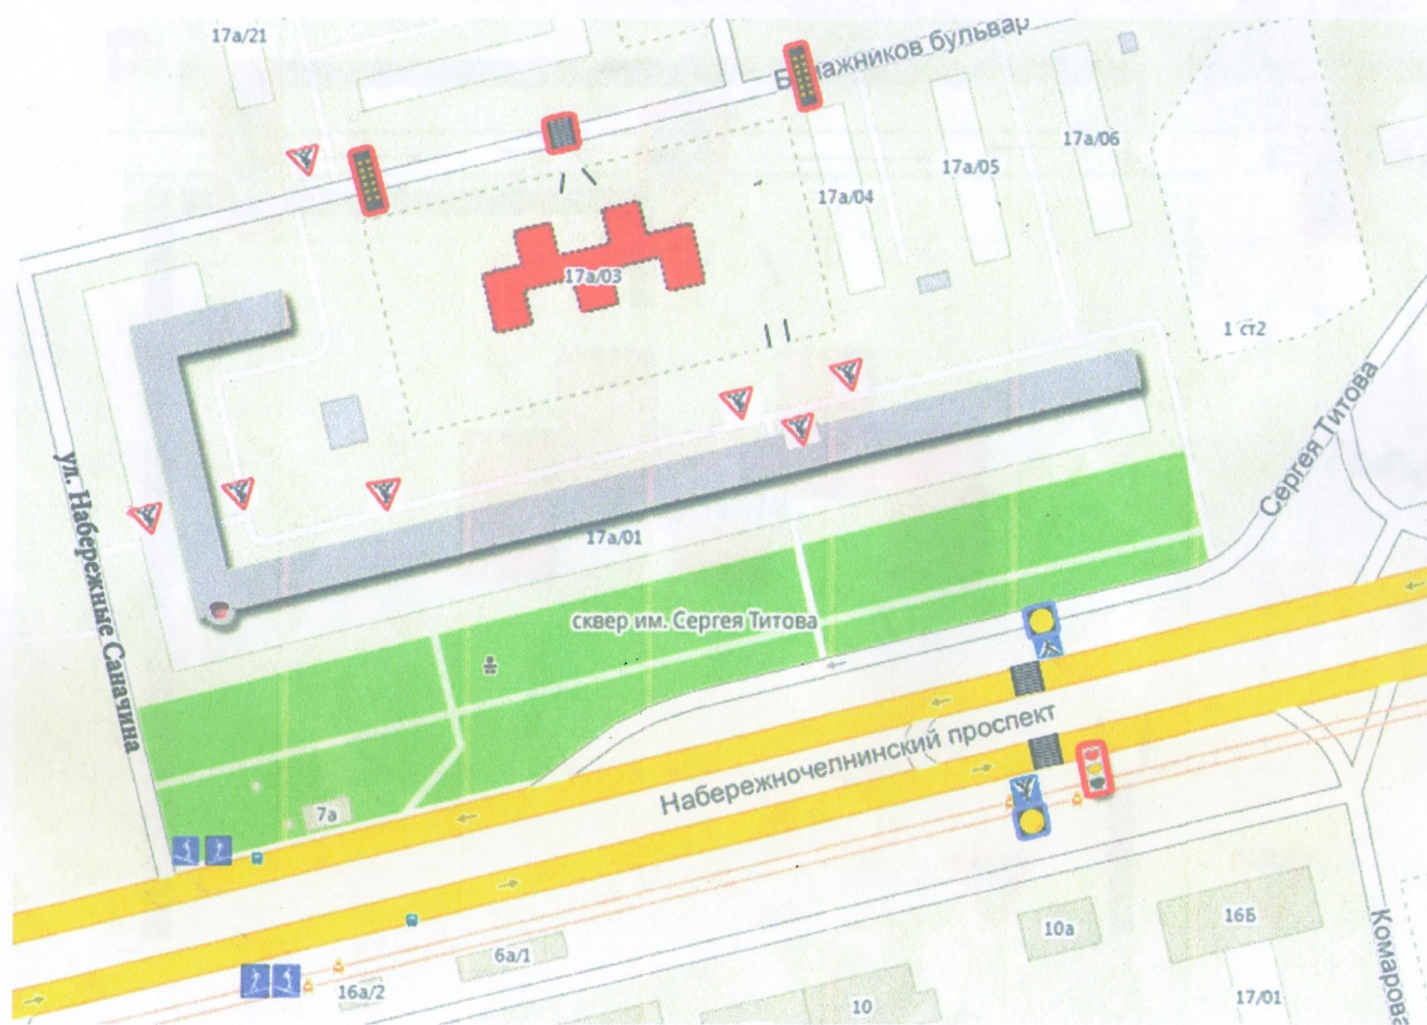 17а/21
Бумажников бульвар
17а/06
17а/05
17а/04
17а/03
1 ст2
Сергея Титова
ул. Набережные Саначина
17а/01
сквер им. Сергея Титова
Набережночелнинский проспект
7а
6а/1
16а/2
10а
16Б
10
17/01
Комарова